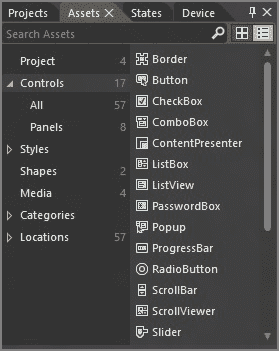 Projects Assets States Device
Search Assets
Project 4
Controls 17
All 57
Panels 8
Styles
Shapes 2
Media 4
Categories
Locations 57
Border
Button
CheckBox
ComboBox
ContentPresenter
ListBox
ListView
PasswordBox
Popup
ProgressBar
RadioButton
ScrollBar
ScrollViewer
Slider